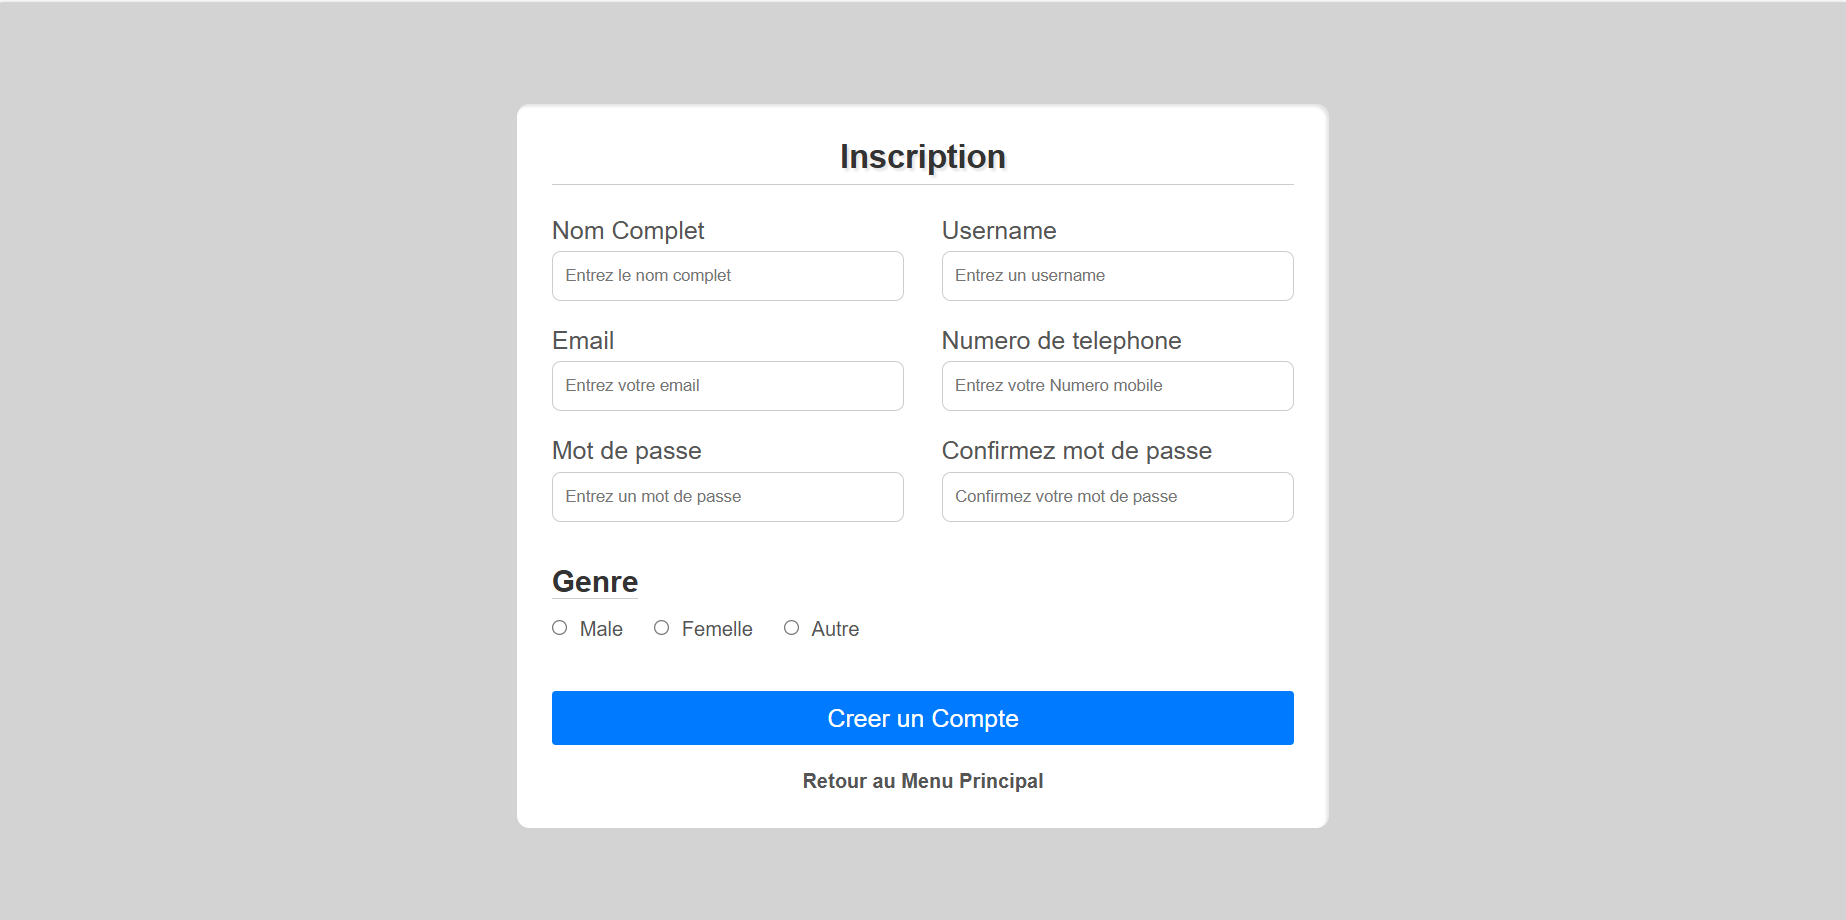 Inscription
Nom Complet
Entrez le nom complet
Username
Entrez un username
Email
Entrez votre email
Numero de telephone
Entrez votre Numero mobile
Mot de passe
Entrez un mot de passe
Confirmez mot de passe
Confirmez votre mot de passe
Genre
Male Femelle Autre
Creer un Compte
Retour au Menu Principal